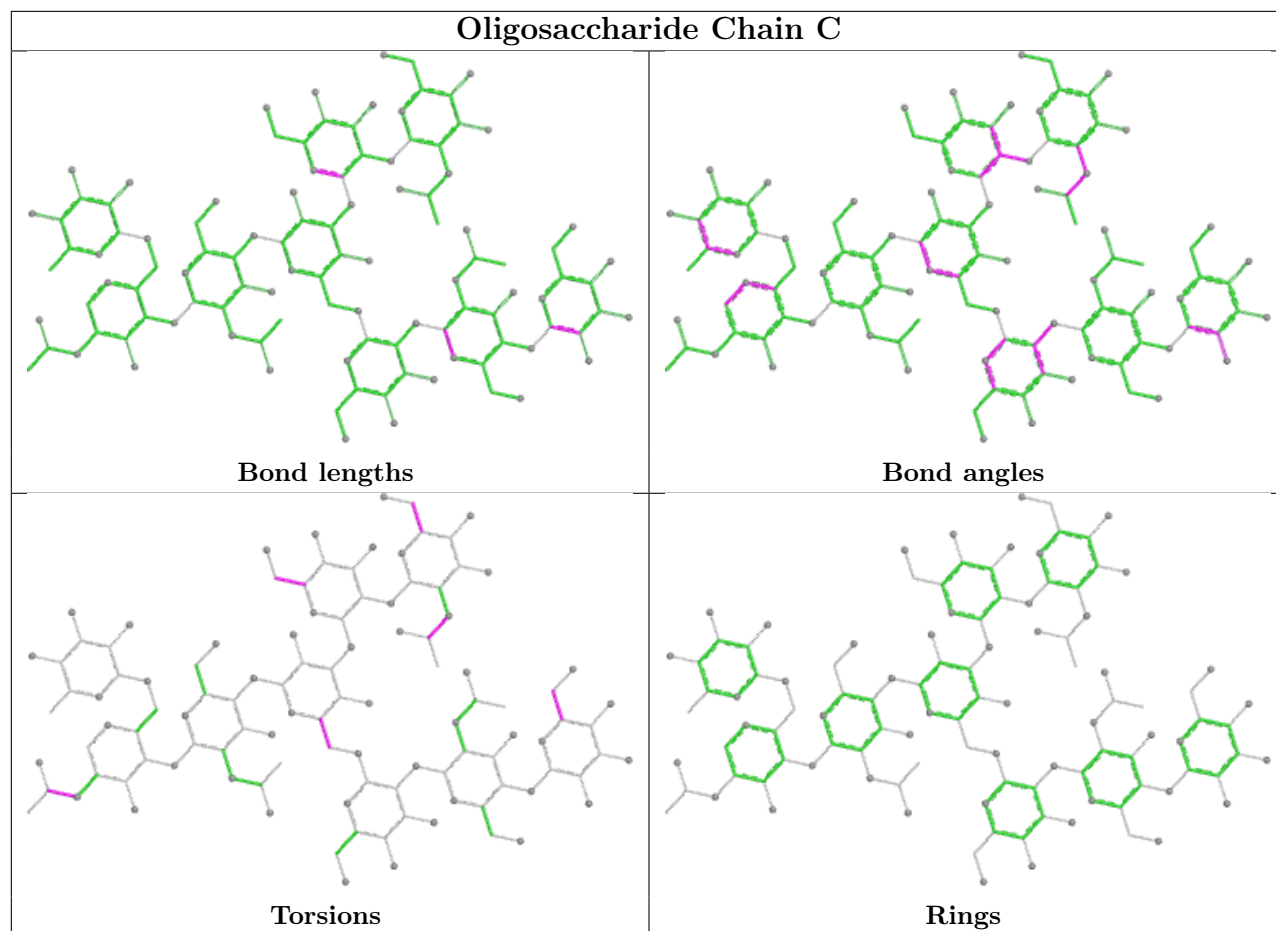 Oligosaccharide Chain C
Bond lengths
Bond angles
Torsions
Rings